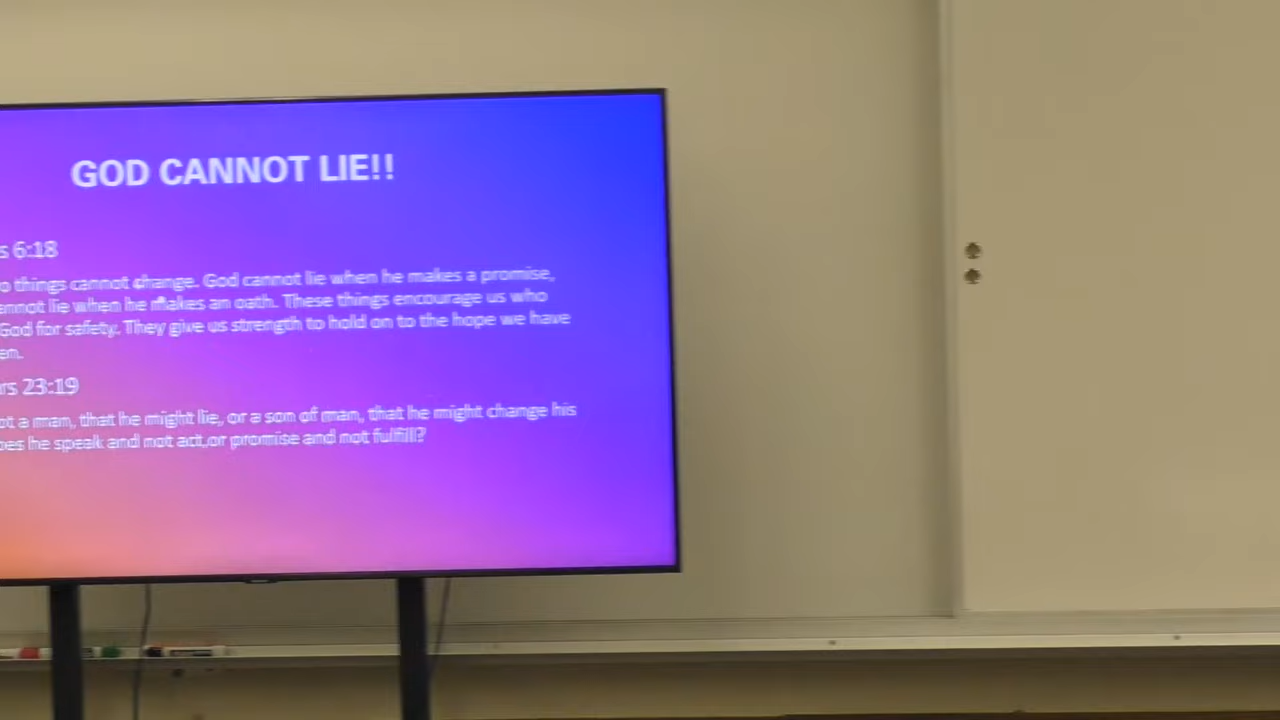 GOD CANNOT LIE!!
s 6:18
o things cannot change. God cannot lie when he makes a promise,
annot lie when he makes an oath. These things encourage us who
God for safety. They give us strength to hold on to the hope we have
en.
rs 23:19
ot a man, that he might lie, or a son of man, that he might change his
oes he speak and not act,or promise and not fulfill?